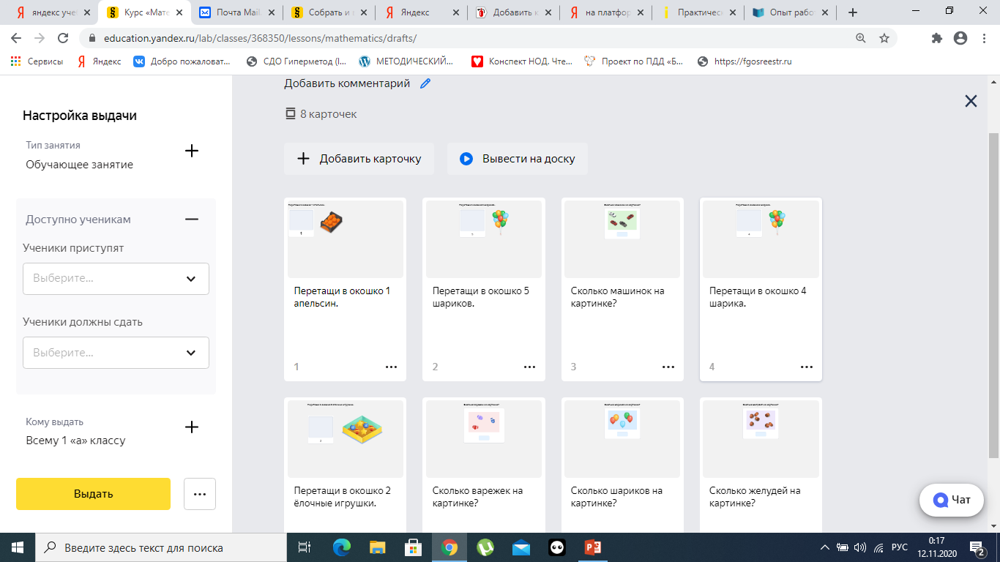 яндекс учеб
Курс «Мате
Почта Mail.
Собрать и в
Яндекс
Добавить к
на платфор
Практическ
Опыт работ
education.yandex.ru/lab/classes/368350/lessons/mathematics/drafts/
Сервисы
Яндекс
Добро пожаловат...
СДО Гиперметод (I...
МЕТОДИЧЕСКИЙ...
Конспект НОД. Чте...
Проект по ПДД «Б...
https://fgosreestr.ru
Настройка выдачи
Тип занятия
Обучающее занятие
Доступно ученикам
Ученики приступят
Выберите...
Ученики должны сдать
Выберите...
Кому выдать
Всему 1 «а» классу
Выдать
Добавить комментарий
8 карточек
Добавить карточку
Вывести на доску
Перетащи в окошко 1
апельсин.
1
Перетащи в окошко 5
шариков.
2
Сколько машинок на
картинке?
3
Перетащи в окошко 4
шарика.
4
Перетащи в окошко 2
ёлочные игрушки.
Сколько варежек на
картинке?
Сколько шариков на
картинке?
Сколько желудей на
картинке?
Чат
Введите здесь текст для поиска
РУС
0:17
12.11.2020
2